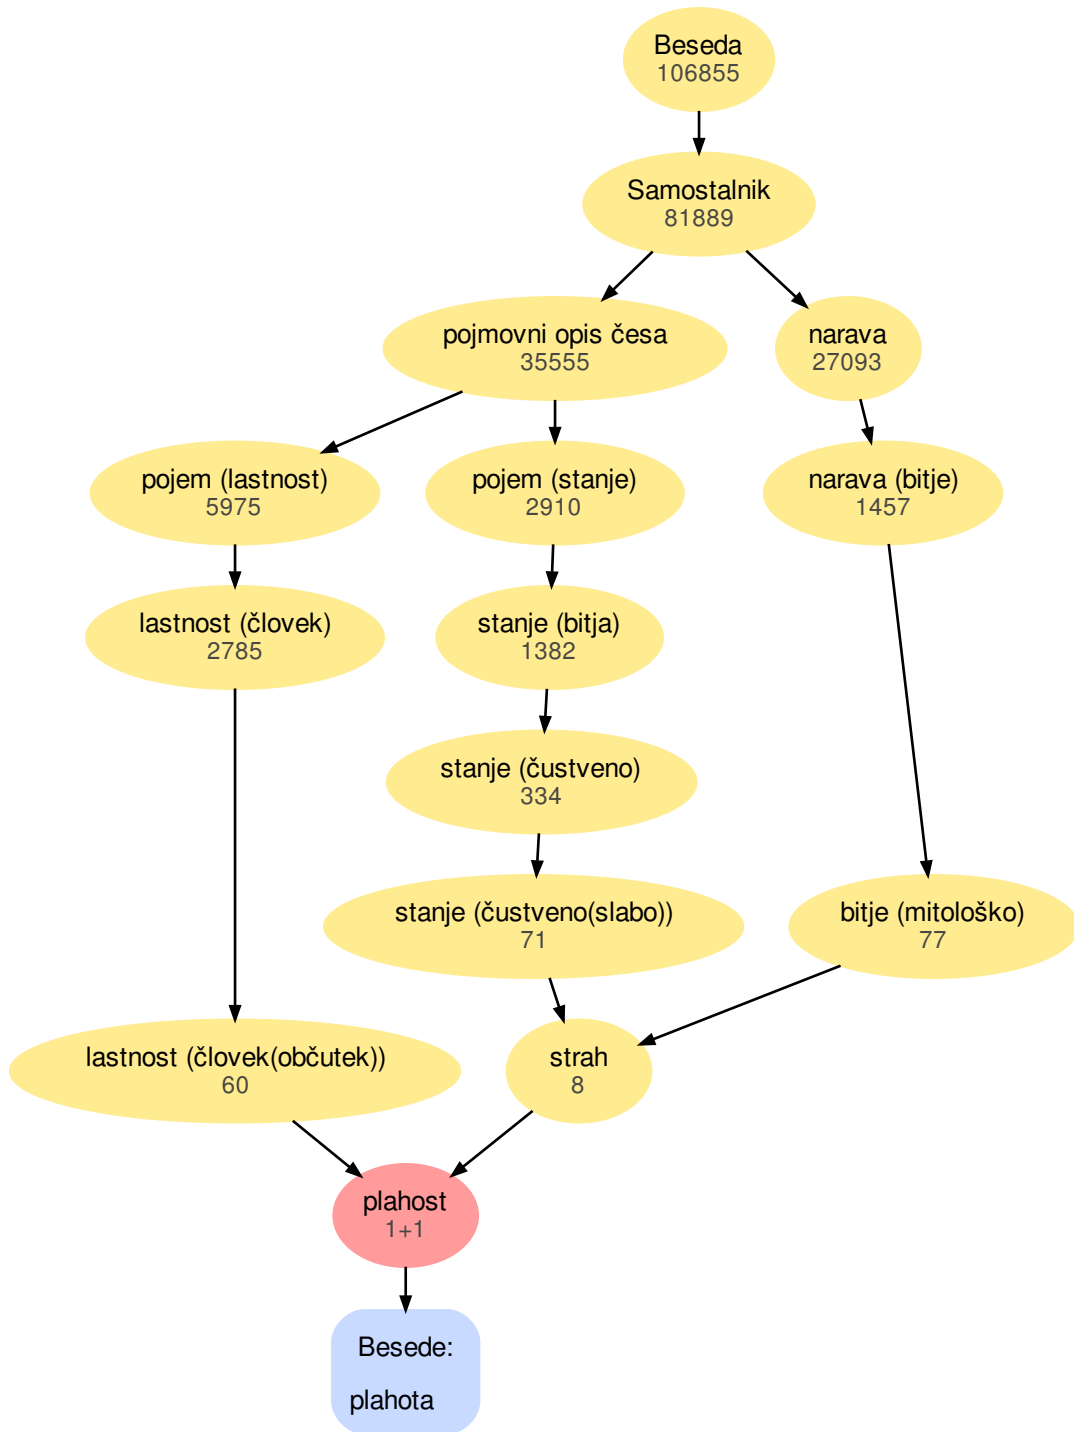 Beseda
106855
Samostalnik
81889
pojmovni opis česa
35555
narava
27093
pojem (lastnost)
5975
pojem (stanje)
2910
narava (bitje)
1457
lastnost (človek)
2785
stanje (bitja)
1382
stanje (čustveno)
334
stanje (čustveno(slabo))
71
bitje (mitološko)
77
lastnost (človek(občutek))
60
strah
8
plahost
1+1
Besede:
plahota